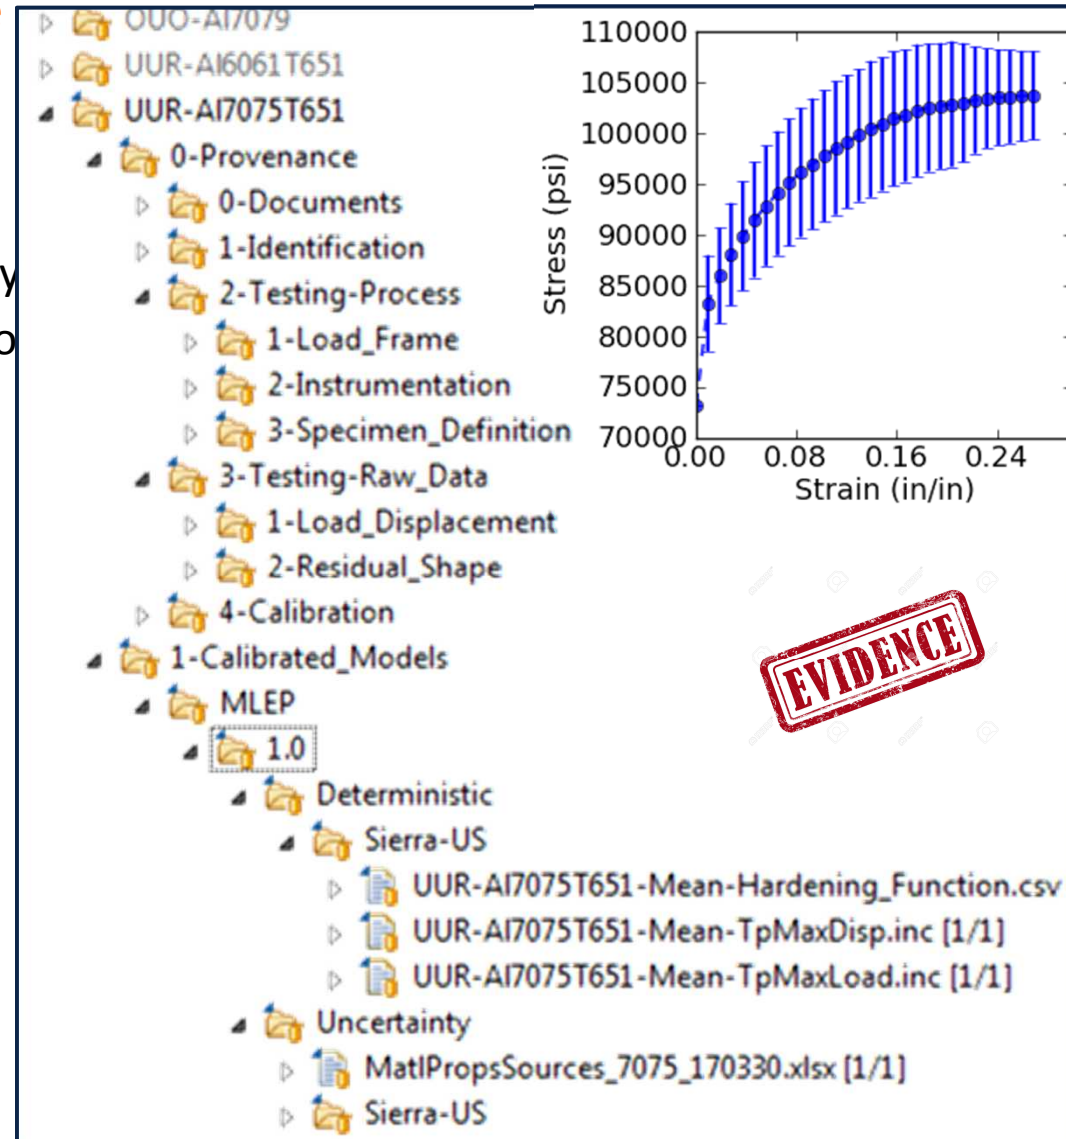 OUO-Al7079
UUR-Al6061T651
UUR-Al7075T651
0-Provenance
0-Documents
1-Identification
2-Testing-Process
1-Load_Frame
2-Instrumentation
3-Specimen_Definition
3-Testing-Raw_Data
1-Load_Displacement
2-Residual_Shape
4-Calibration
1-Calibrated_Models
MLEP
1.0
Deterministic
Sierra-US
UUR-Al7075T651-Mean-Hardening_Function.csv
UUR-Al7075T651-Mean-TpMaxDisp.inc [1/1]
UUR-Al7075T651-Mean-TpMaxLoad.inc [1/1]
Uncertainty
MatlPropsSources_7075_170330.xlsx [1/1]
Sierra-US
y
o
110000
105000
100000
95000
90000
85000
80000
75000
70000
Stress (psi)
0.00 0.08 0.16 0.24
Strain (in/in)
EVIDENCE